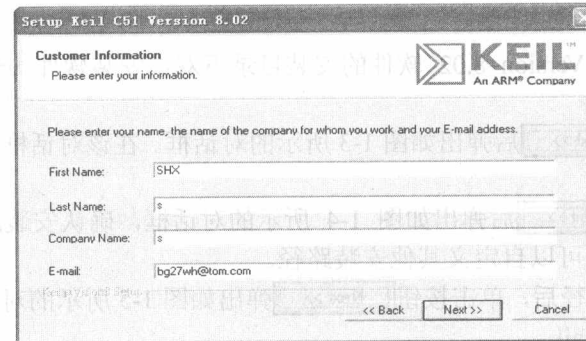 Setup Keil C51 Version 8.02
Customer Information
Please enter your information.
KEIL™
An ARM® Company
Please enter your name, the name of the company for whom you work and your E-mail address.
First Name: SHX
Last Name: s
Company Name: s
E-mail: bg27wh@tom.com
<< Back Next >> Cancel